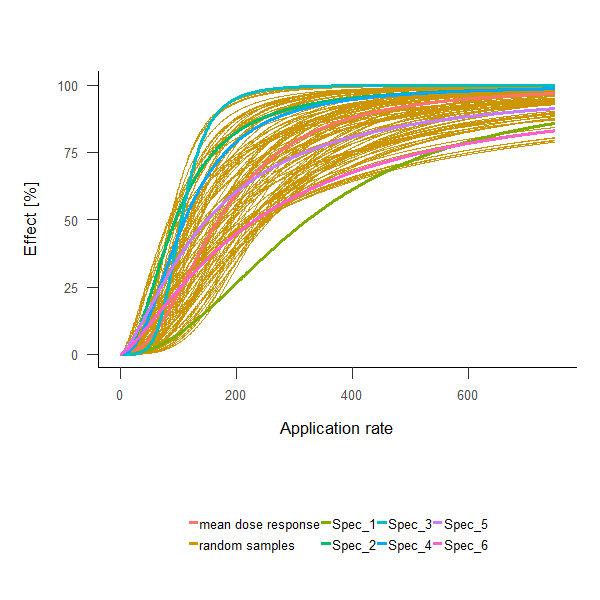 100
75
50
25
0
Effect [%]
0 200 400 600
Application rate
mean dose response Spec_1 Spec_3 Spec_5
random samples Spec_2 Spec_4 Spec_6